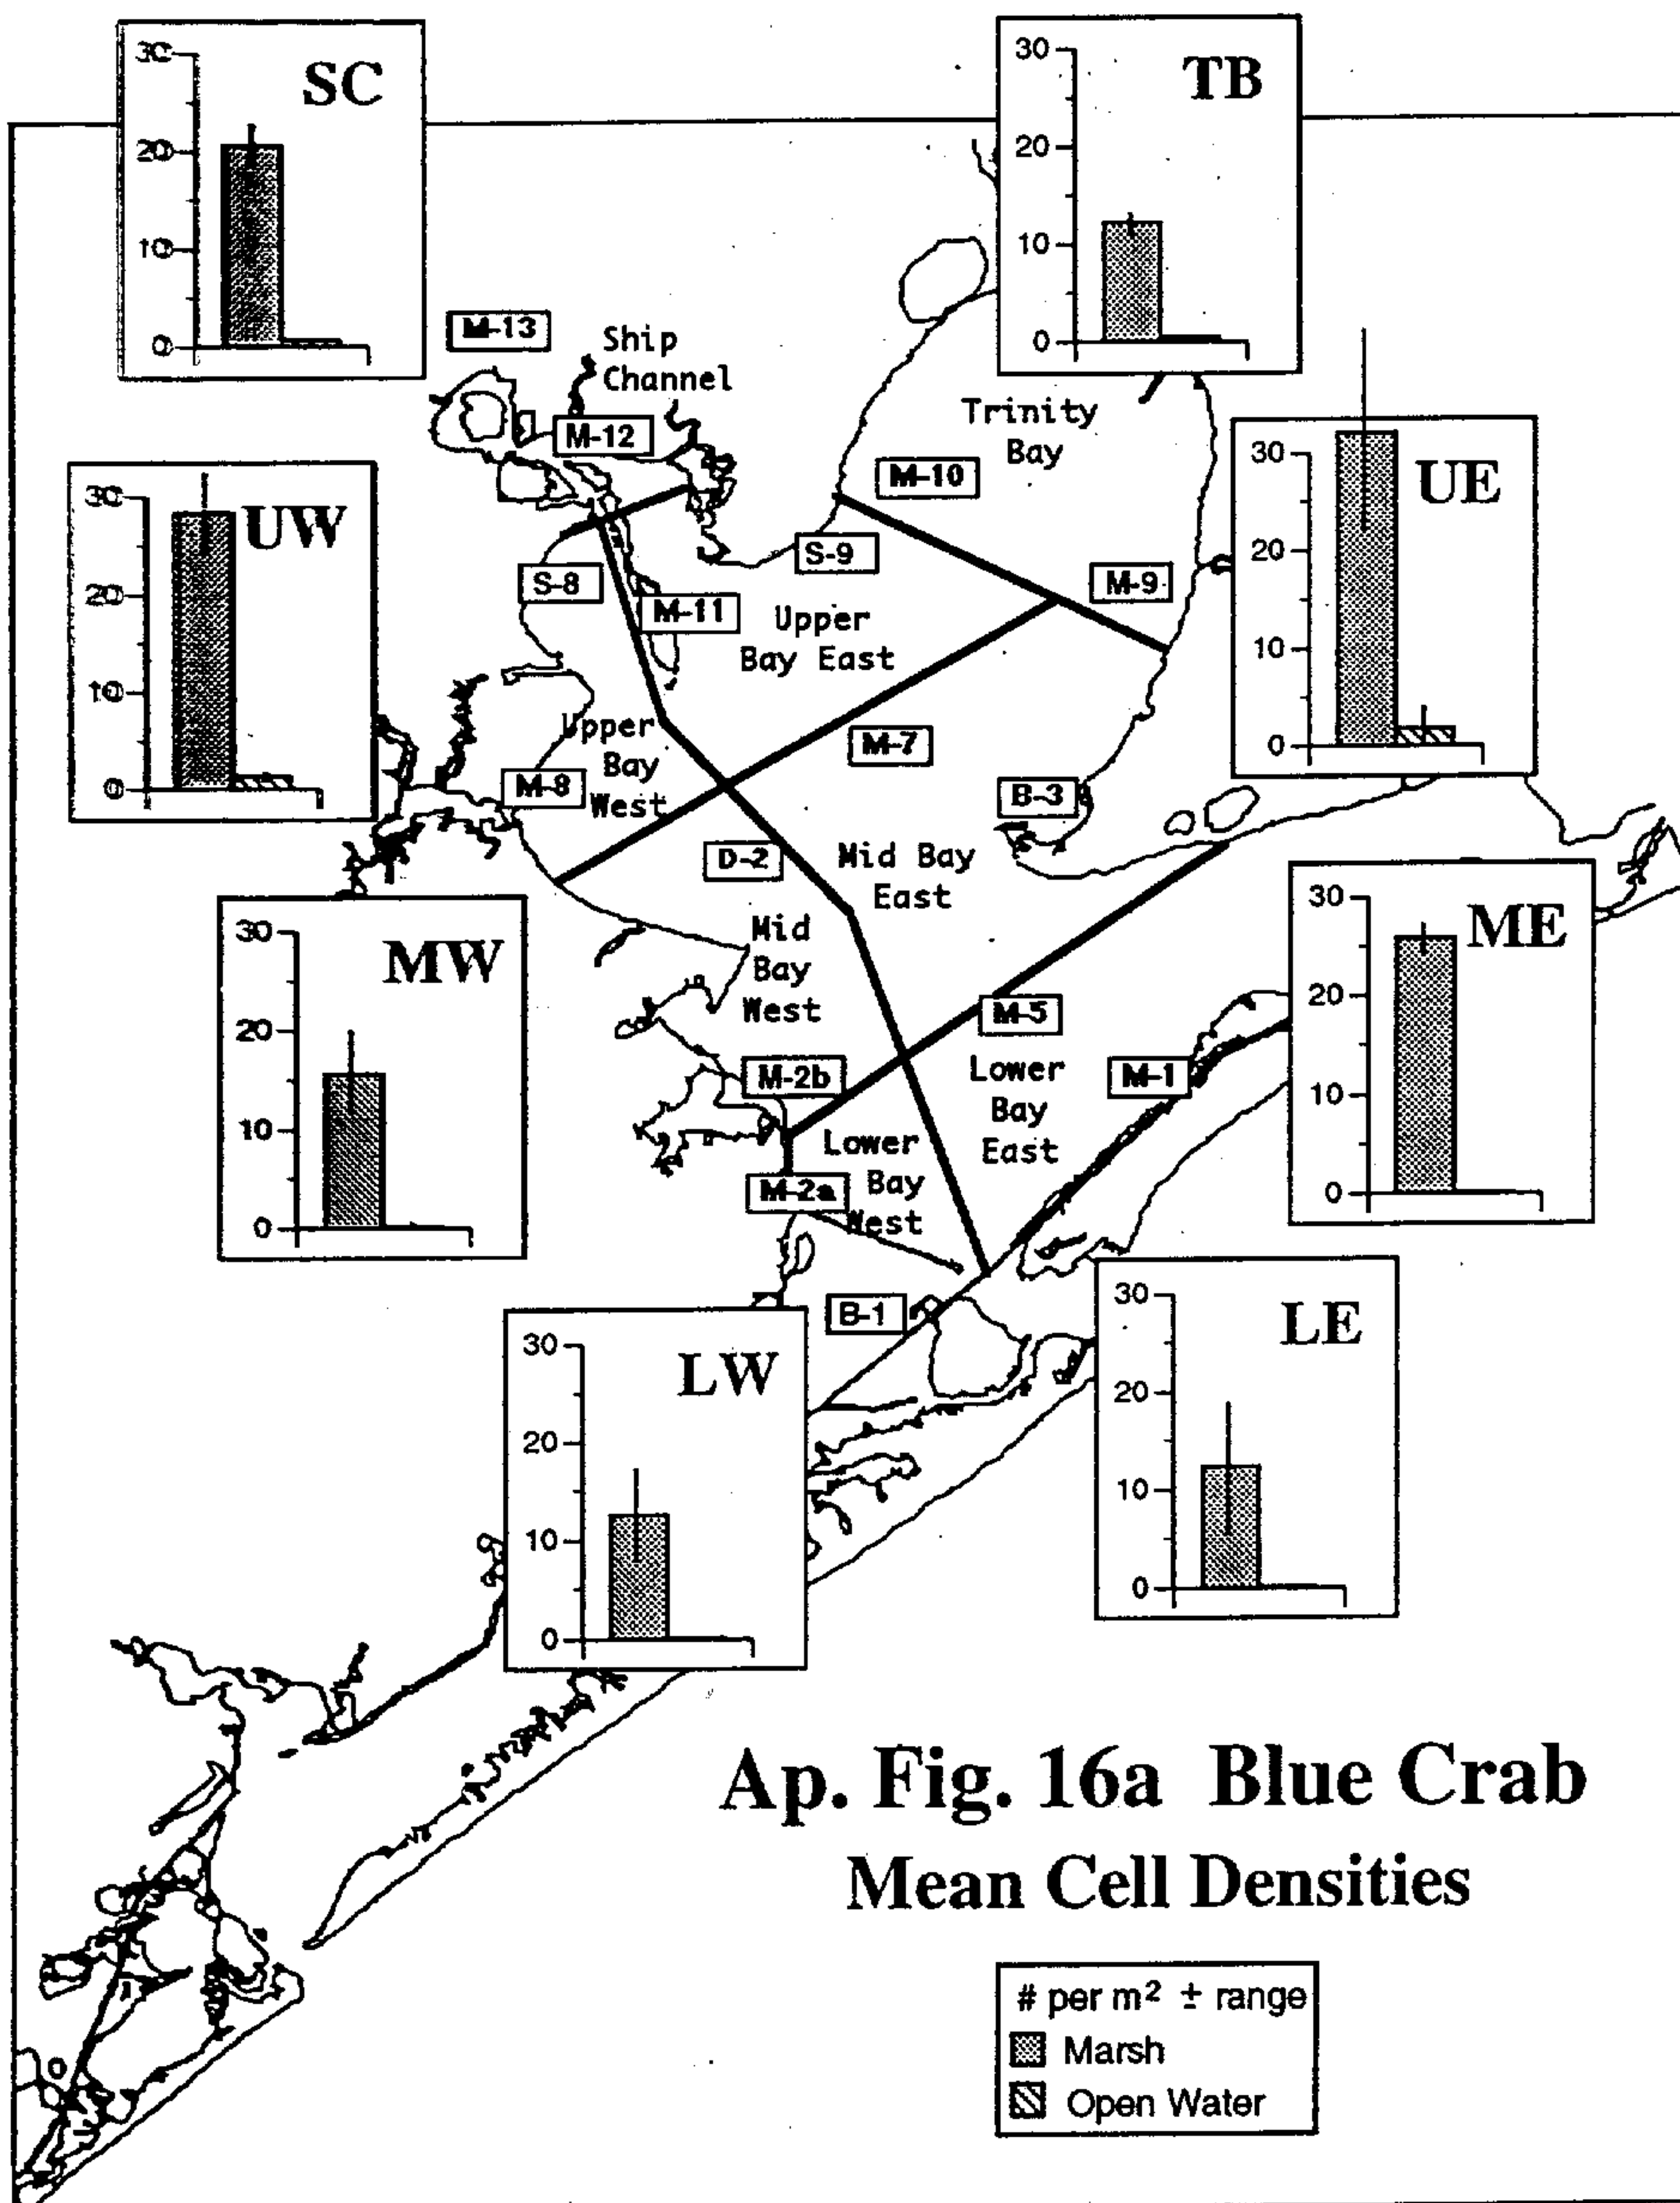 SC
30
20
10
0
TB
30
20
10
0
M-13
Ship
Channel
M-12
Trinity
Bay
M-10
UW
30
20
10
0
UE
30
20
10
0
S-9
S-8
M-9
M-11
Upper
Bay East
Upper
Bay
West
M-7
M-8
B-3
D-2
Mid Bay
East
MW
30
20
10
0
Mid
Bay
West
ME
30
20
10
0
M-5
M-2b
Lower
Bay
East
M-1
Lower
Bay
West
M-2a
B-1
LW
30
20
10
0
LE
30
20
10
0
Ap. Fig. 16a Blue Crab
Mean Cell Densities
# per m² ± range
Marsh
Open Water